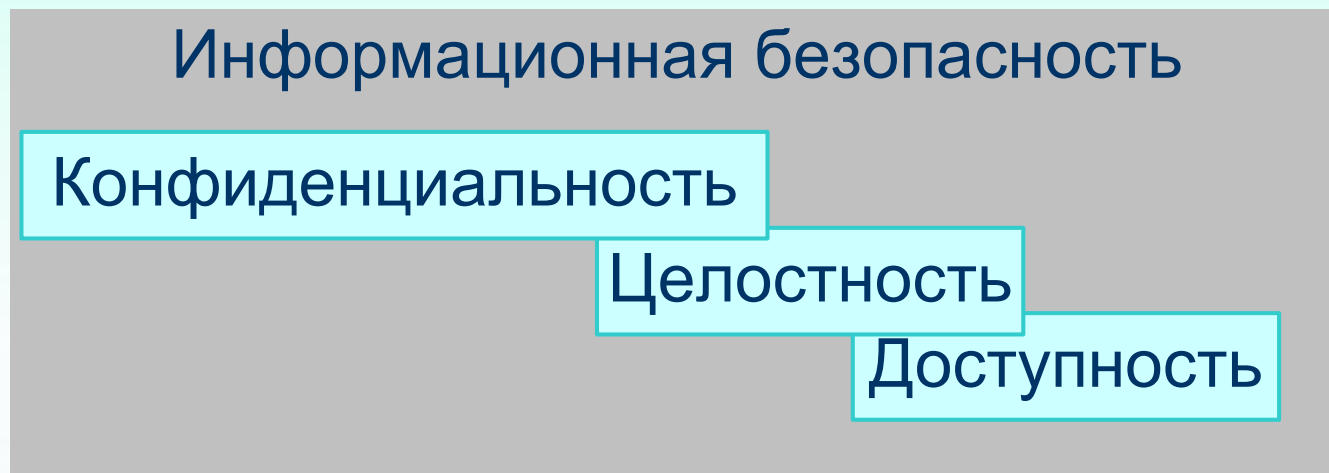 Информационная безопасность
Конфиденциальность
Целостность
Доступность